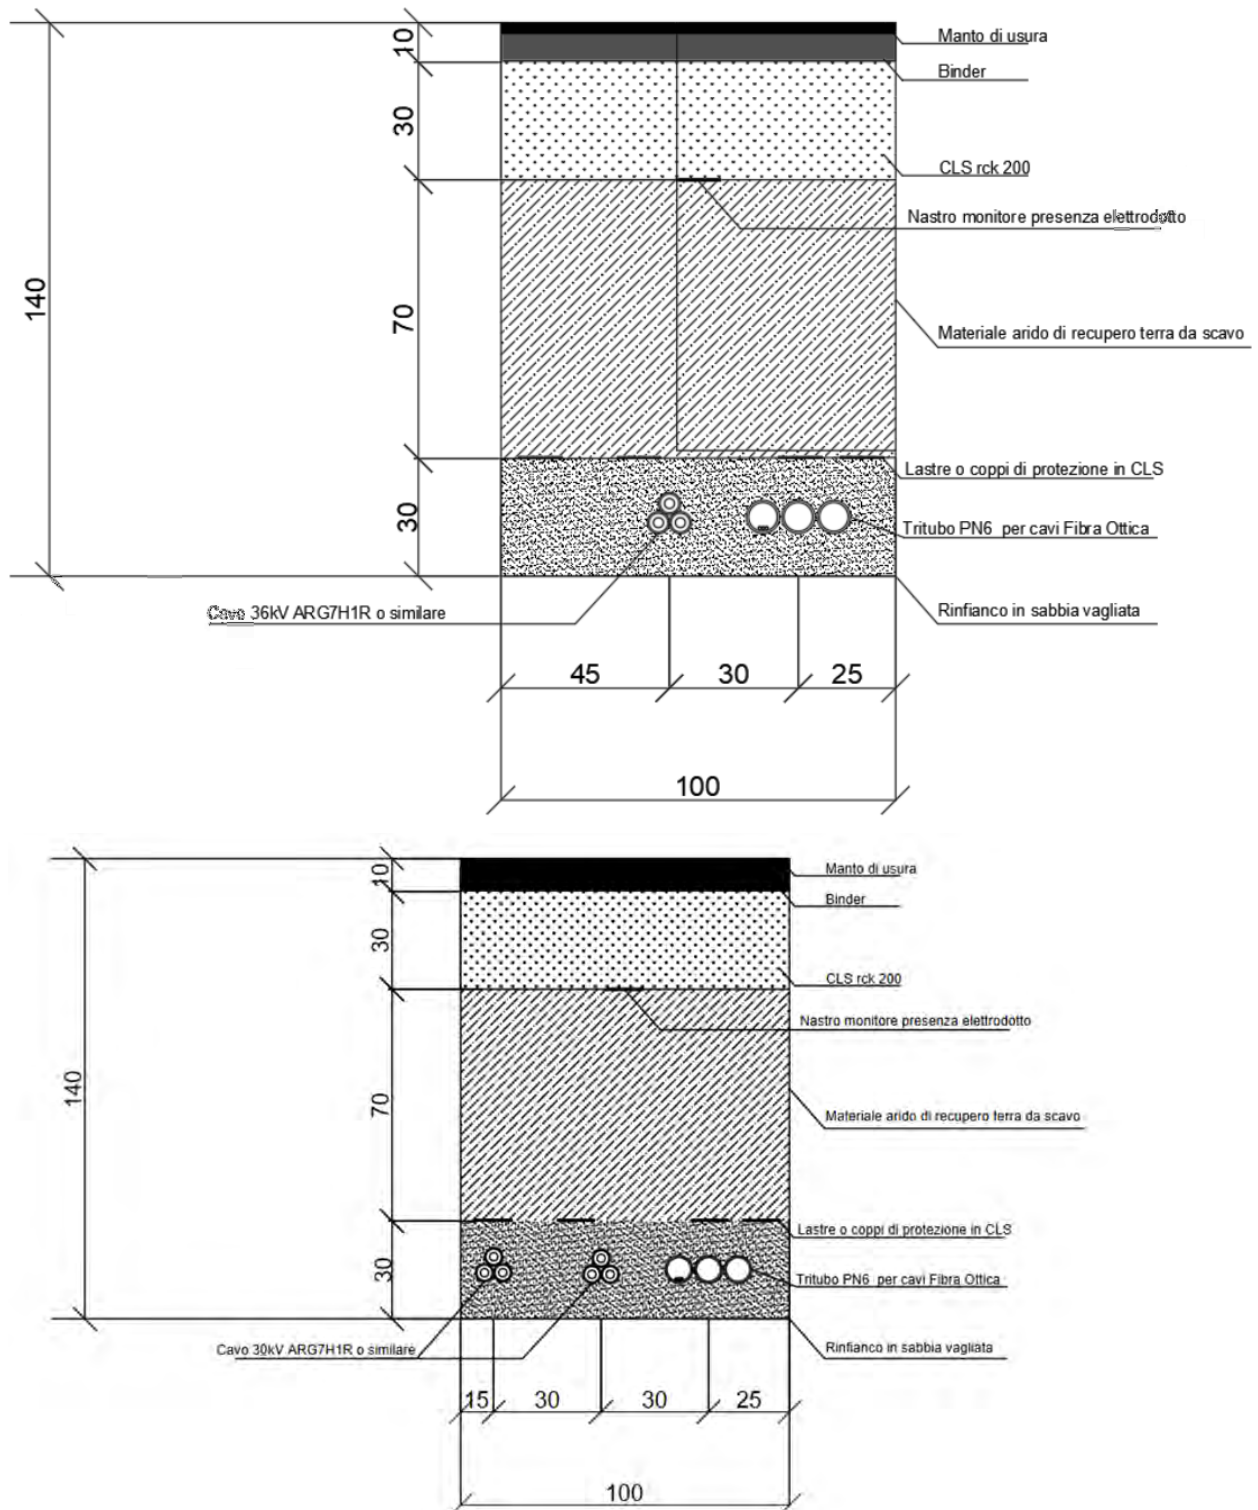 10
Manto di usura
Binder
30
CLS rck 200
Nastro monitore presenza elettrodotto
140
70
Materiale arido di recupero terra da scavo
Lastre o coppi di protezione in CLS
30
Tritubo PN6 per cavi Fibra Ottica
Cavo 36kV ARG7H1R o similare
Rinfianco in sabbia vagliata
45
30
25
100
10
Manto di usura
Binder
30
CLS rck 200
Nastro monitore presenza elettrodotto
140
70
Materiale arido di recupero terra da scavo
Lastre o coppi di protezione in CLS
30
Tritubo PN6 per cavi Fibra Ottica
Cavo 30kV ARG7H1R o similare
Rinfianco in sabbia vagliata
15
30
30
25
100